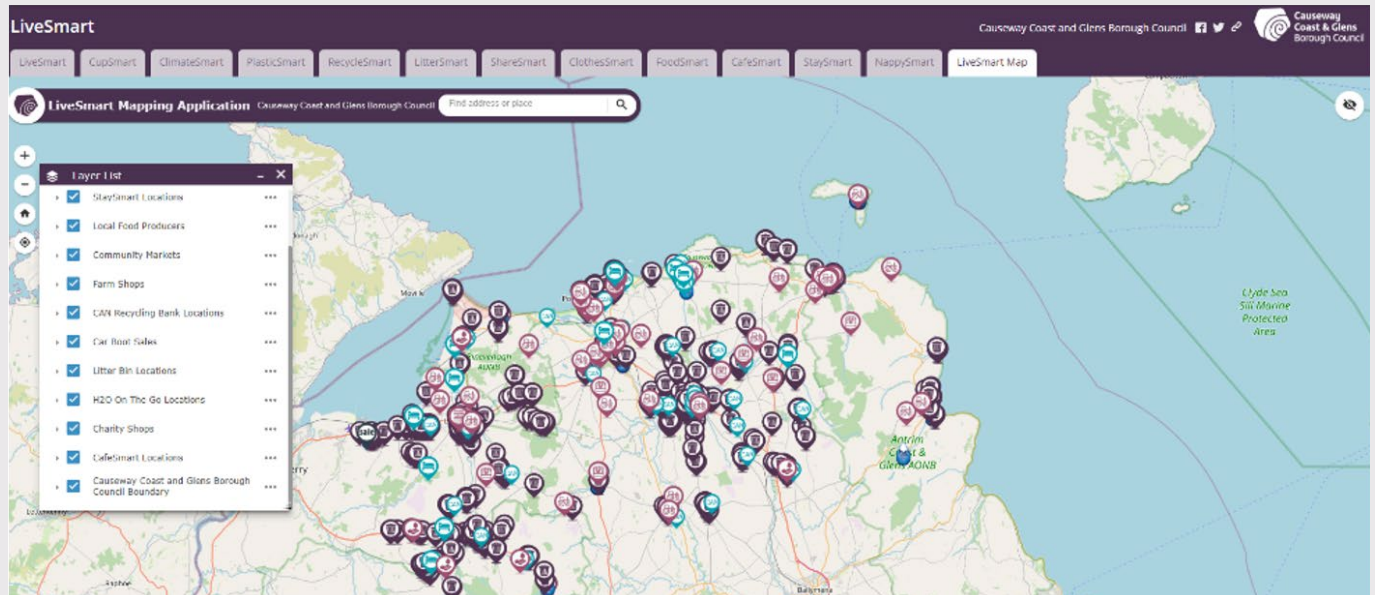 LiveSmart
Causeway Coast and Glens Borough Council
Causeway
Coast & Glens
Borough Council
LiveSmart
CupSmart
ClimateSmart
PlasticSmart
RecycleSmart
LitterSmart
ShareSmart
ClothesSmart
FoodSmart
CafeSmart
StaySmart
NappySmart
LiveSmart Map
LiveSmart Mapping Application Causeway Coast and Glens Borough Council
Find address or place
Layer List
StaySmart Locations
Local Food Producers
Community Markets
Farm Shops
CAN Recycling Bank Locations
Car Boot Sales
Litter Bin Locations
H2O On The Go Locations
Charity Shops
CafeSmart Locations
Causeway Coast and Glens Borough
Council Boundary
Moville
Clyde Sea
Sill Marine
Protected
Area
AONB
sale
Antrim
Coast &
Glens AONB
Raphoe
Ballymena